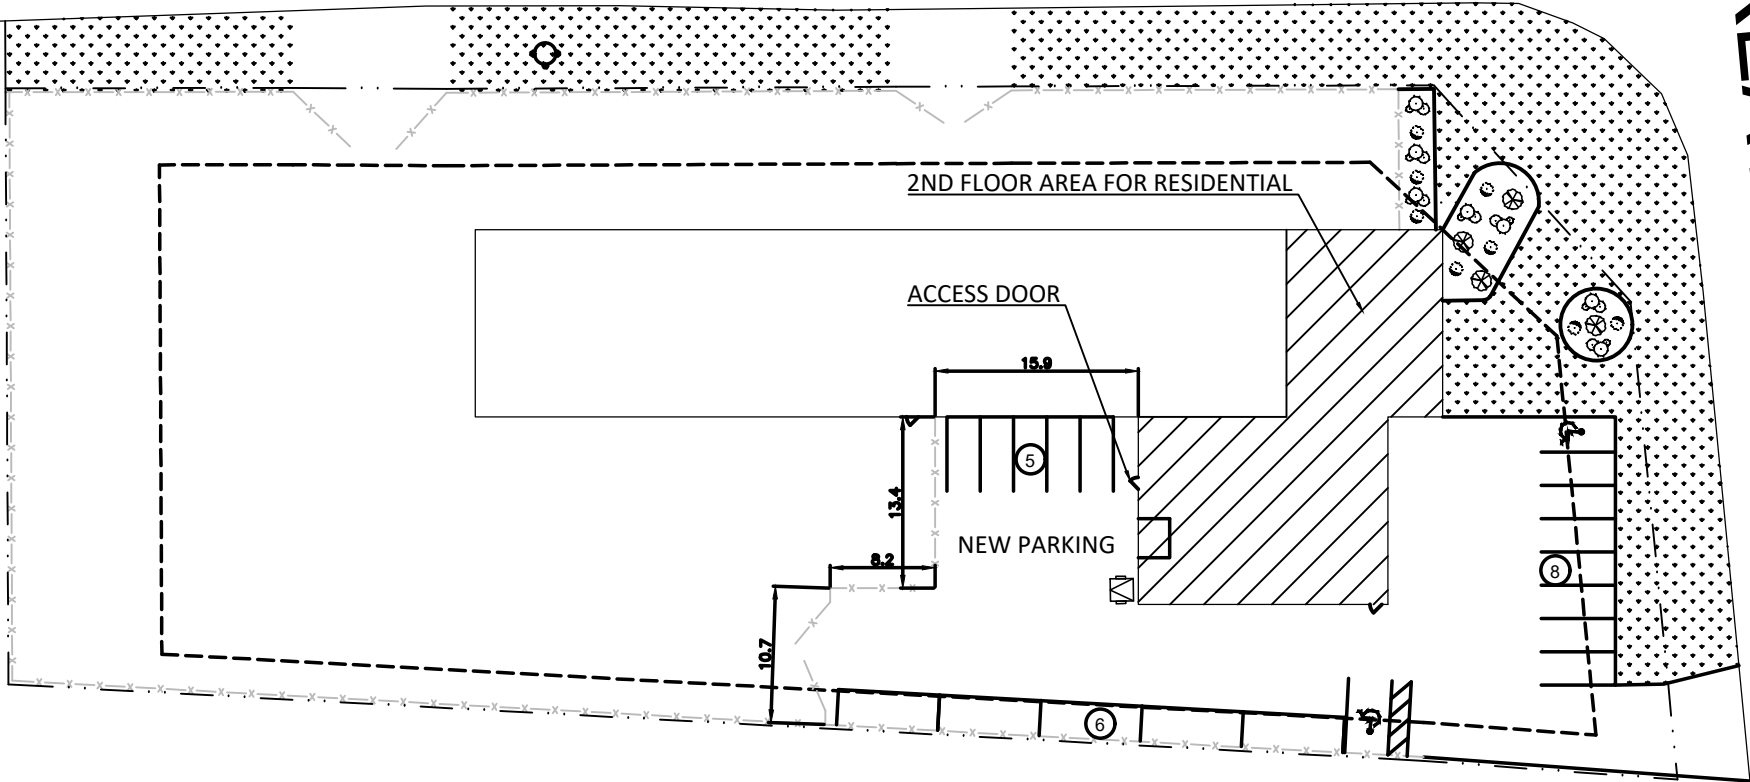 2ND FLOOR AREA FOR RESIDENTIAL
ACCESS DOOR
15.9
5
13.4
NEW PARKING
8.2
8
10.7
6